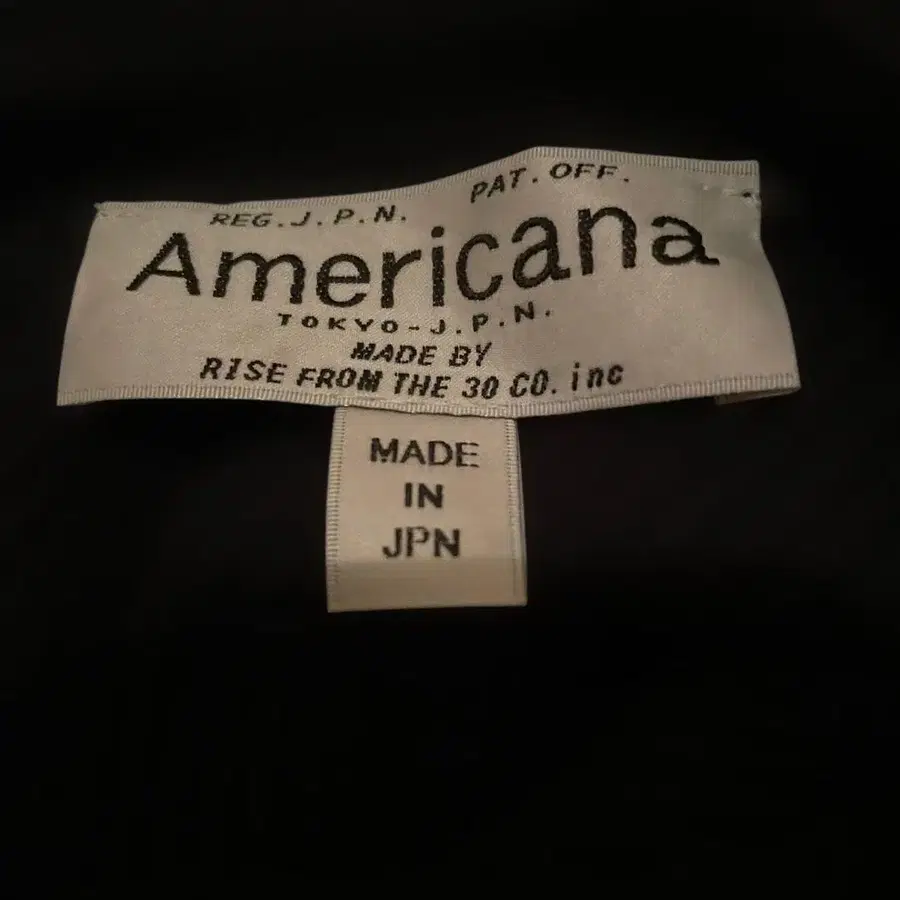 REG.J.P.N. PAT.OFF.
Americana
TOKYO-J.P.N.
MADE BY
RISE FROM THE 30 CO. inc
MADE
IN
JPN